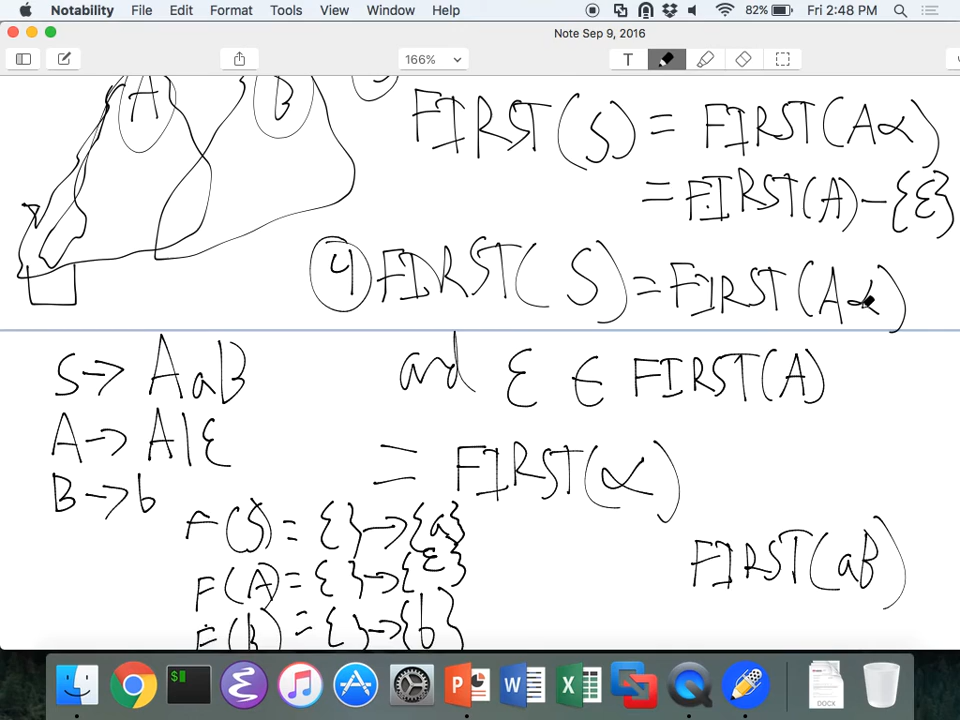 Notability File Edit Format Tools View Window Help 82% Fri 2:48 PM
Note Sep 9, 2016
166% T
A B FIRST(S) = FIRST(Aα)
= FIRST(A)-{ε}
④ FIRST(S) = FIRST(Aα)
S → AaB and ε ∈ FIRST(A)
A → A|ε
= FIRST(α)
B → b
F(S) = { } → {a}
FIRST(aB)
F(A) = { } → {ε}
F(B) = { } → {b}
$
P W X
DOCX